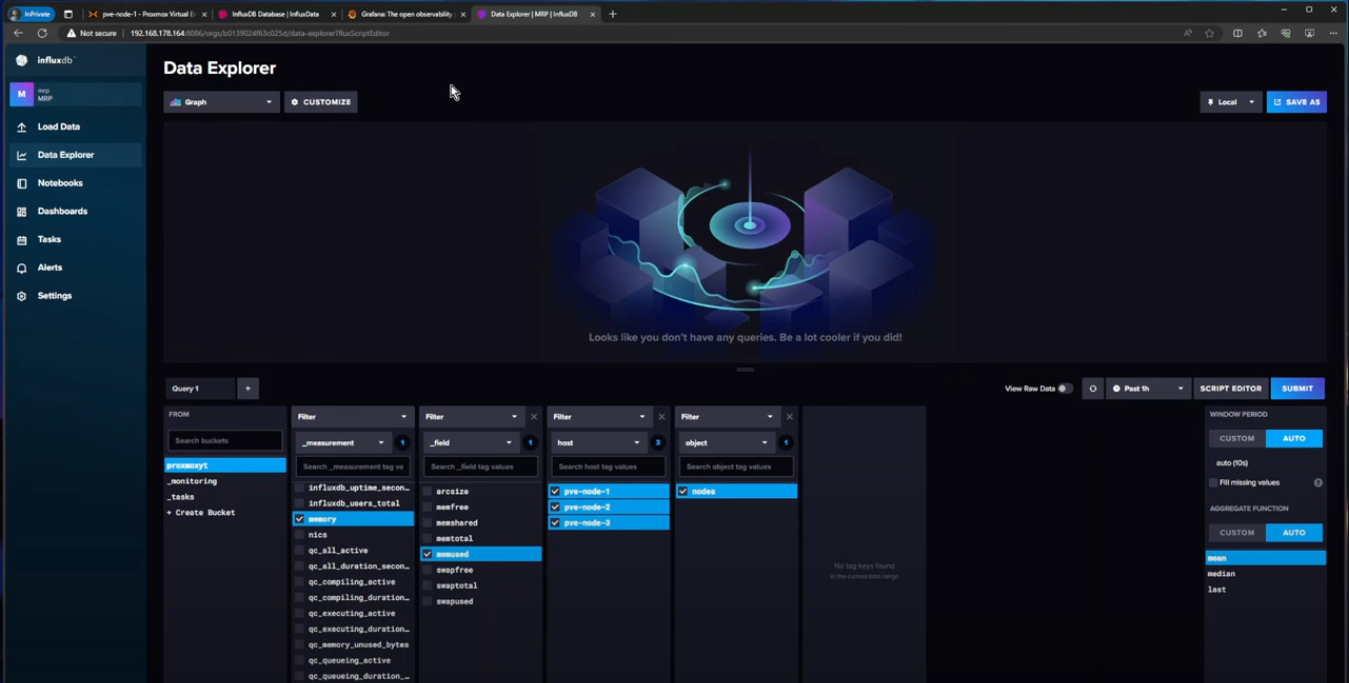 InPrivate
pve-node-1 - Proxmox Virtual E
InfluxDB Database | InfluxData
Grafana: The open observability
Data Explorer | MRP | InfluxDB
Not secure 192.168.178.164:8086/orgs/b0139024f63c025d/data-explorer?fluxScriptEditor
influxdb
M
mrp
MRP
Load Data
Data Explorer
Notebooks
Dashboards
Tasks
Alerts
Settings
Data Explorer
Graph
CUSTOMIZE
Local
SAVE AS
Looks like you don't have any queries. Be a lot cooler if you did!
Query 1
+
View Raw Data
Past 1h
SCRIPT EDITOR
SUBMIT
FROM
Search buckets
proxmoxyt
_monitoring
_tasks
+ Create Bucket
Filter
_measurement
1
Search _measurement tag va
influxdb_uptime_secon…
influxdb_users_total
memory
nics
qc_all_active
qc_all_duration_secon…
qc_compiling_active
qc_compiling_duration…
qc_executing_active
qc_executing_duration…
qc_memory_unused_bytes
qc_queueing_active
qc_queueing_duration_…
Filter
_field
1
Search _field tag values
arcsize
memfree
memshared
memtotal
memused
swapfree
swaptotal
swapused
Filter
host
3
Search host tag values
pve-node-1
pve-node-2
pve-node-3
Filter
object
1
Search object tag values
nodes
No tag keys found
in the current time range
WINDOW PERIOD
CUSTOM
AUTO
auto (10s)
Fill missing values
?
AGGREGATE FUNCTION
CUSTOM
AUTO
mean
median
last